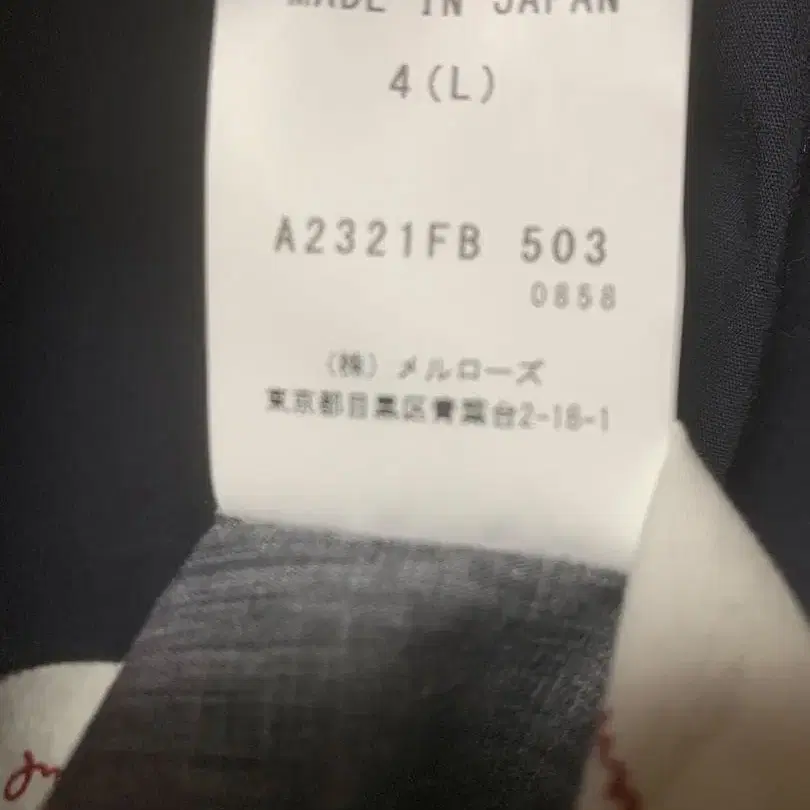 MADE IN JAPAN
4(L)
A2321FB 503
0858
(株) メルローズ
東京都目黒区青葉台2-16-1